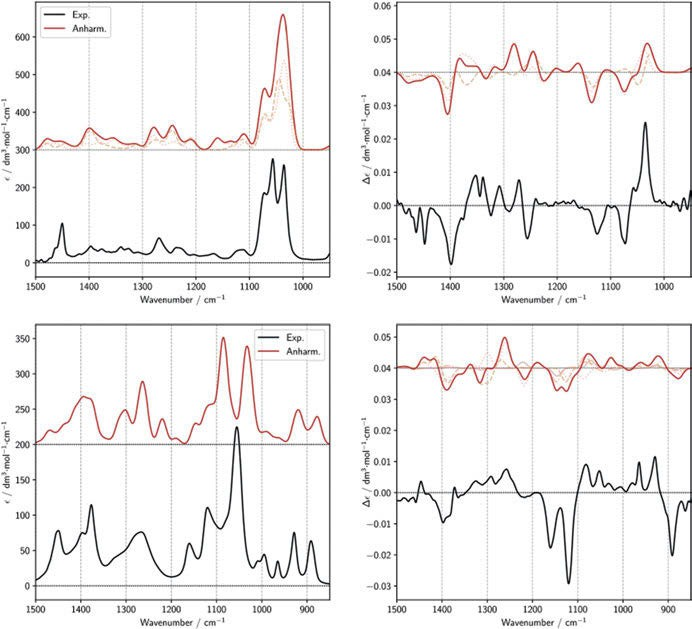 Exp.
Anharm.
600
500
400
300
200
100
0
ϵ / dm³·mol⁻¹·cm⁻¹
1500 1400 1300 1200 1100 1000
Wavenumber / cm⁻¹
0.06
0.05
0.04
0.03
0.02
0.01
0.00
−0.01
−0.02
Δϵ / dm³·mol⁻¹·cm⁻¹
1500 1400 1300 1200 1100 1000
Wavenumber / cm⁻¹
Exp.
Anharm.
350
300
250
200
150
100
50
0
ϵ / dm³·mol⁻¹·cm⁻¹
1500 1400 1300 1200 1100 1000 900
Wavenumber / cm⁻¹
0.05
0.04
0.03
0.02
0.01
0.00
−0.01
−0.02
−0.03
Δϵ / dm³·mol⁻¹·cm⁻¹
1500 1400 1300 1200 1100 1000 900
Wavenumber / cm⁻¹